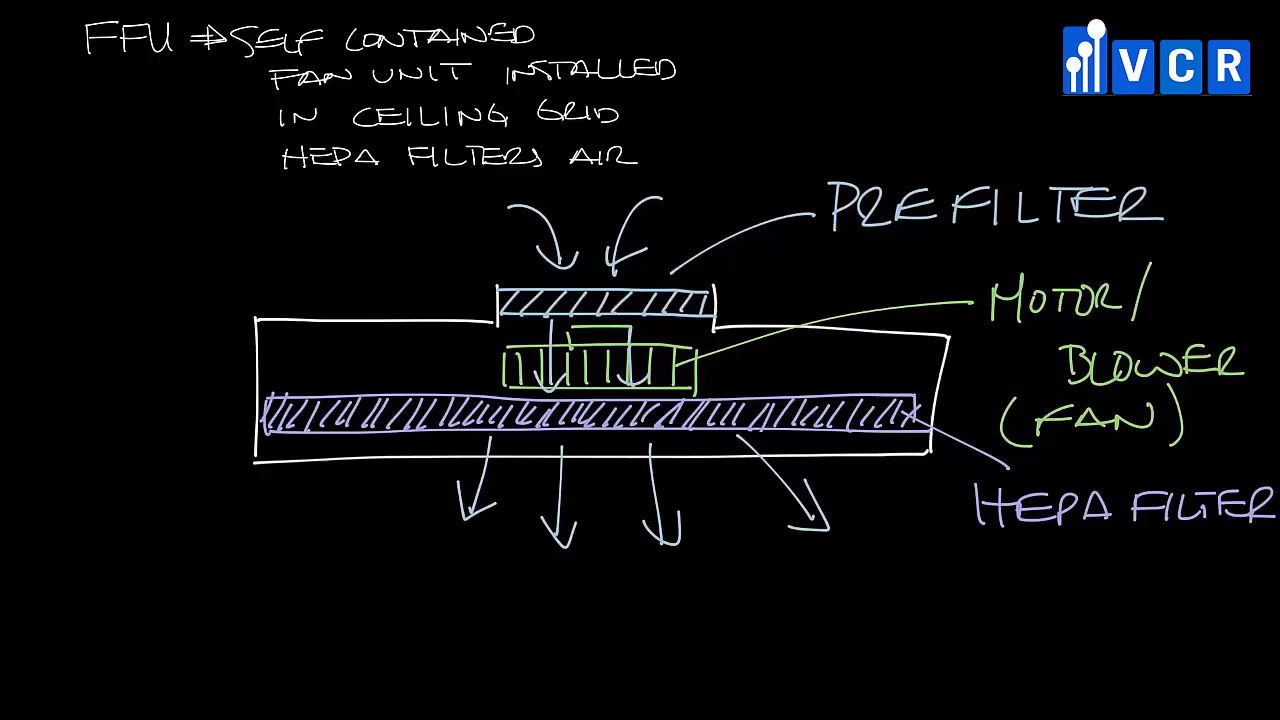 FFU ⇒ SELF CONTAINED
FAN UNIT INSTALLED
IN CEILING GRID
HEPA FILTERS AIR
VCR
PREFILTER
MOTOR/
BLOWER
(FAN)
HEPA FILTER